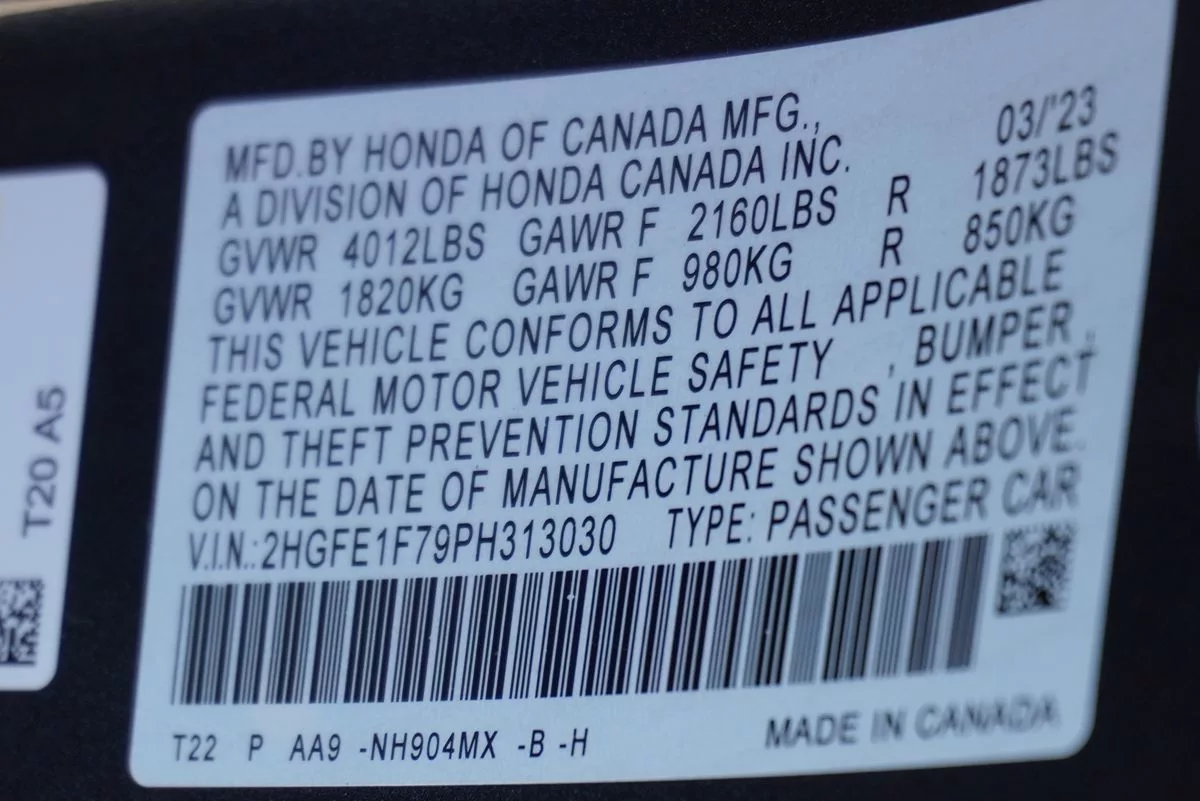 MFD.BY HONDA OF CANADA MFG., 03/'23
A DIVISION OF HONDA CANADA INC.
GVWR 4012LBS GAWR F 2160LBS R 1873LBS
GVWR 1820KG GAWR F 980KG R 850KG
THIS VEHICLE CONFORMS TO ALL APPLICABLE
FEDERAL MOTOR VEHICLE SAFETY , BUMPER ,
AND THEFT PREVENTION STANDARDS IN EFFECT
ON THE DATE OF MANUFACTURE SHOWN ABOVE.
V.I.N.:2HGFE1F79PH313030 TYPE: PASSENGER CAR
T22 P AA9 -NH904MX -B -H MADE IN CANADA
T20 A5